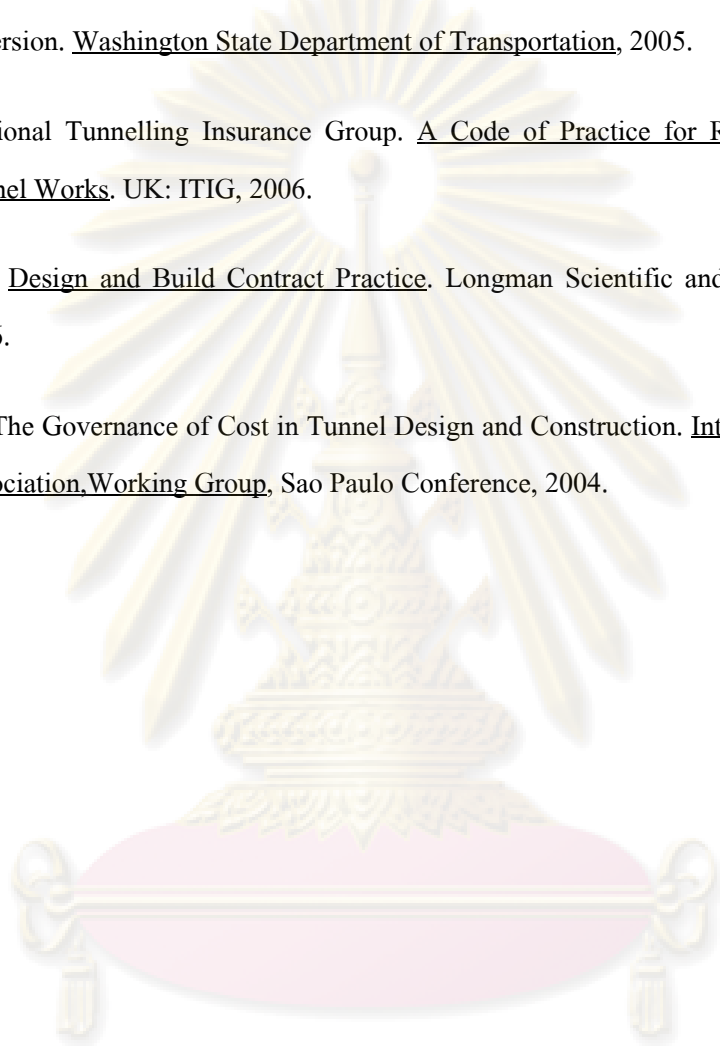 ersion. Washington State Department of Transportation, 2005.
ional Tunnelling Insurance Group. A Code of Practice for R
nel Works. UK: ITIG, 2006.
Design and Build Contract Practice. Longman Scientific and
.
The Governance of Cost in Tunnel Design and Construction. Int
ociation,Working Group, Sao Paulo Conference, 2004.